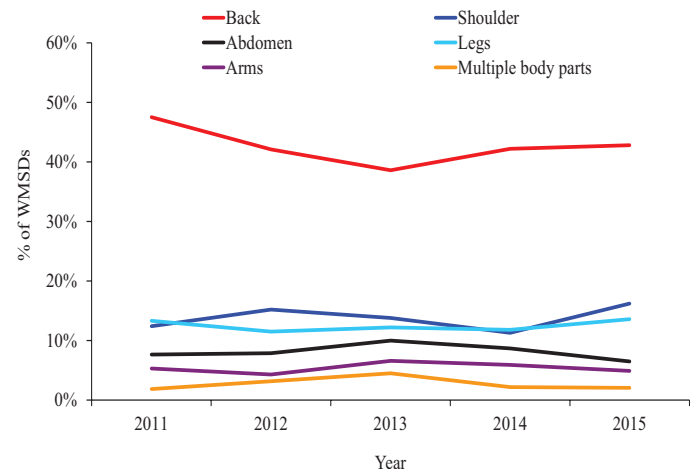 Back
Shoulder
Abdomen
Legs
Arms
Multiple body parts
60%
50%
40%
30%
20%
10%
0%
% of WMSDs
2011 2012 2013 2014 2015
Year